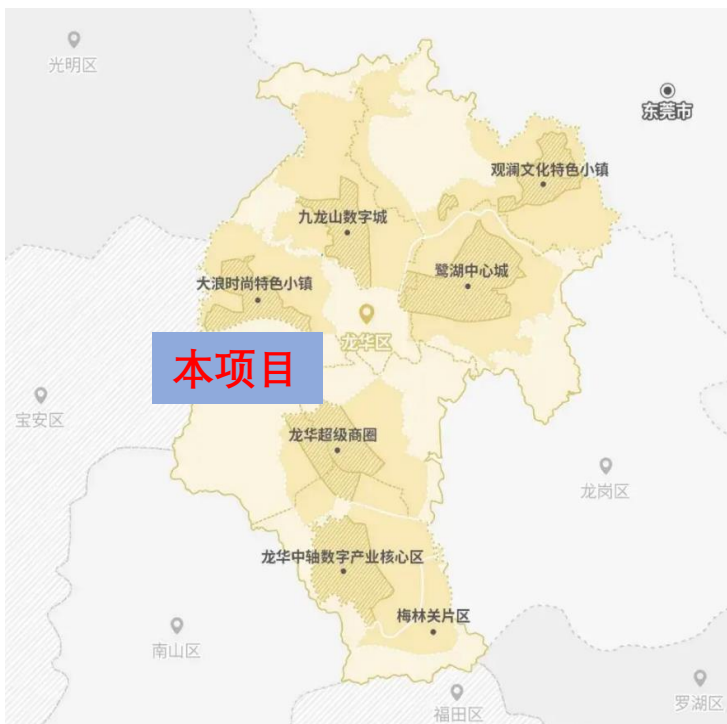 光明区
东莞市
观澜文化特色小镇
九龙山数字城
鹭湖中心城
大浪时尚特色小镇
龙华区
本项目
宝安区
龙华超级商圈
龙岗区
龙华中轴数字产业核心区
梅林关片区
南山区
罗湖区
福田区